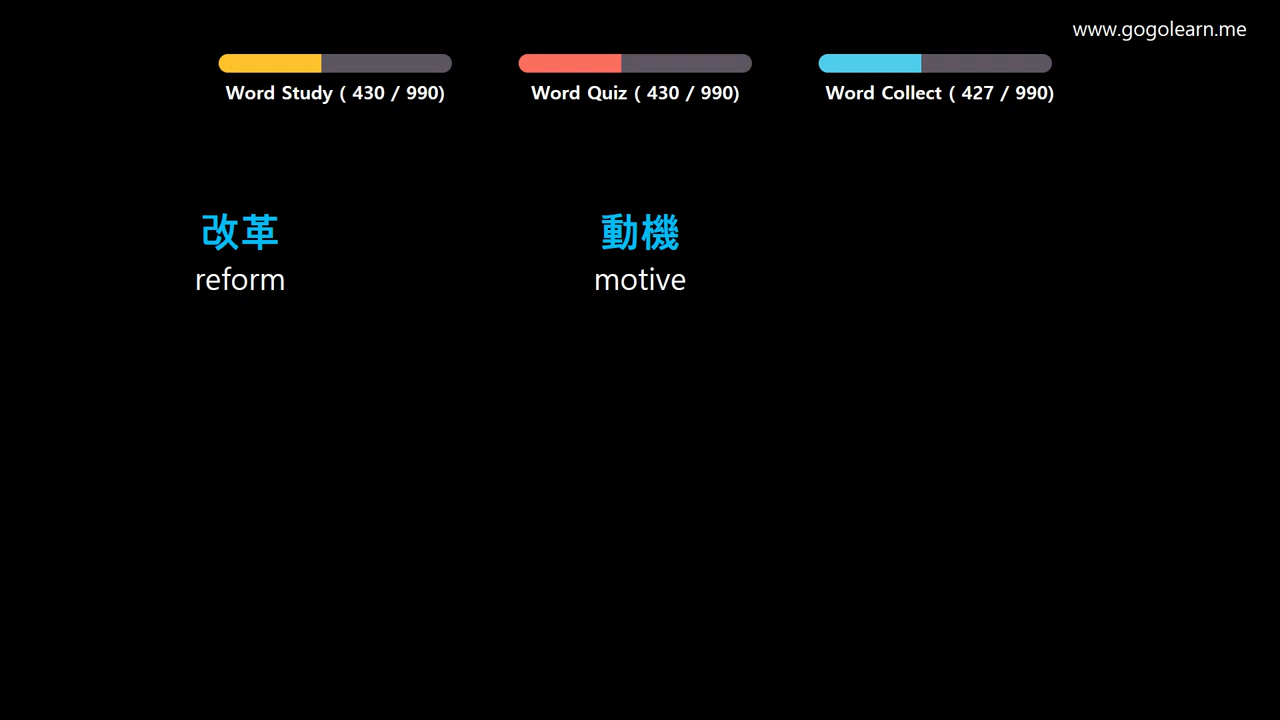 www.gogolearn.me
Word Study ( 430 / 990)
Word Quiz ( 430 / 990)
Word Collect ( 427 / 990)
改革
reform
動機
motive